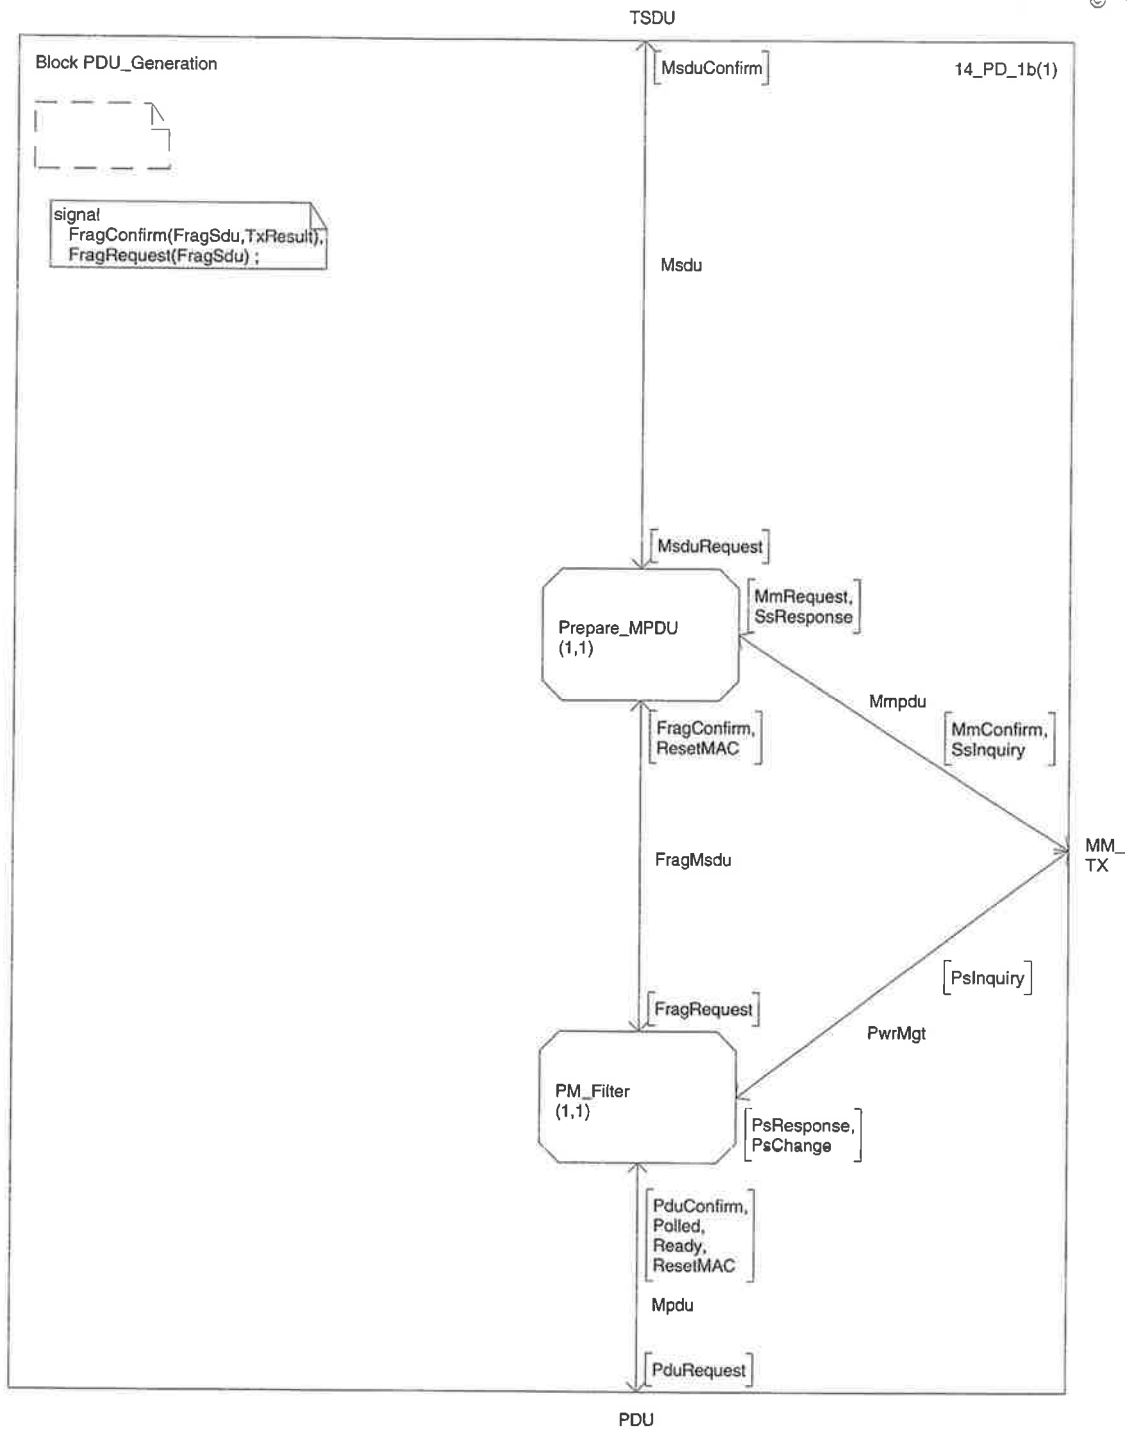 ©
TSDU
Block PDU_Generation
[MsduConfirm]
14_PD_1b(1)
signal
FragConfirm(FragSdu,TxResult),
FragRequest(FragSdu) ;
Msdu
[MsduRequest]
MmRequest,
SsResponse
Prepare_MPDU
(1,1)
Mmpdu
FragConfirm,
ResetMAC
MmConfirm,
SsInquiry
MM_
TX
FragMsdu
[PsInquiry]
[FragRequest]
PwrMgt
PM_Filter
(1,1)
PsResponse,
PsChange
PduConfirm,
Polled,
Ready,
ResetMAC
Mpdu
[PduRequest]
PDU